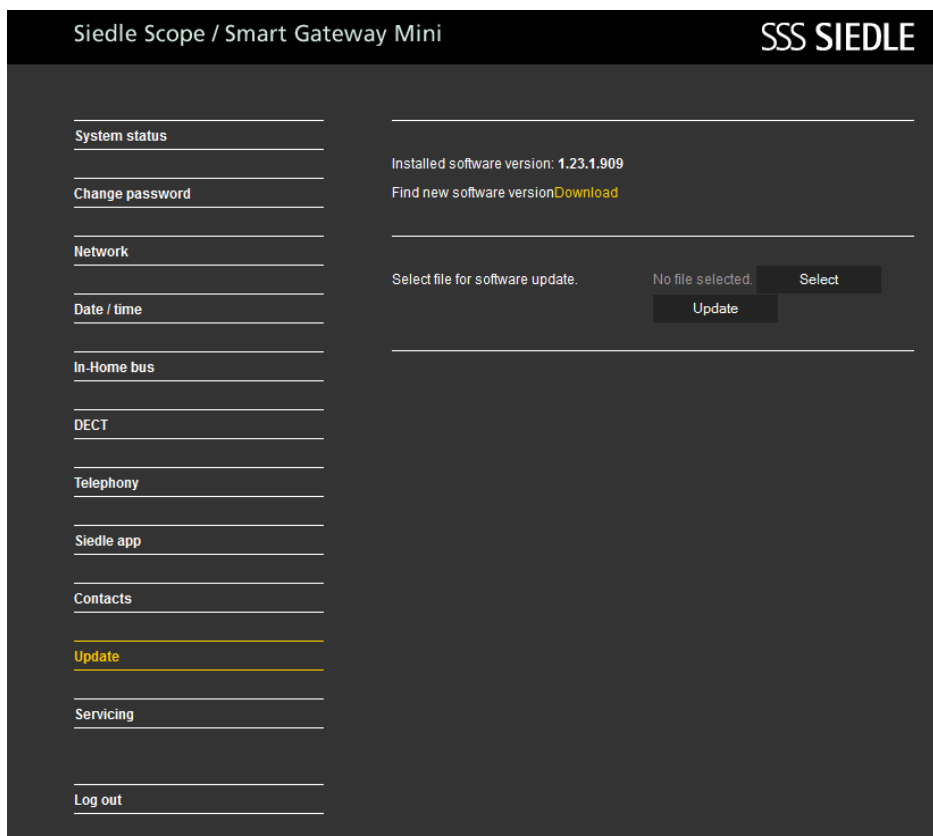 Siedle Scope / Smart Gateway Mini
SSS SIEDLE
System status
Change password
Network
Date / time
In-Home bus
DECT
Telephony
Siedle app
Contacts
Update
Servicing
Log out
Installed software version: 1.23.1.909
Find new software versionDownload
Select file for software update. No file selected. Select
Update